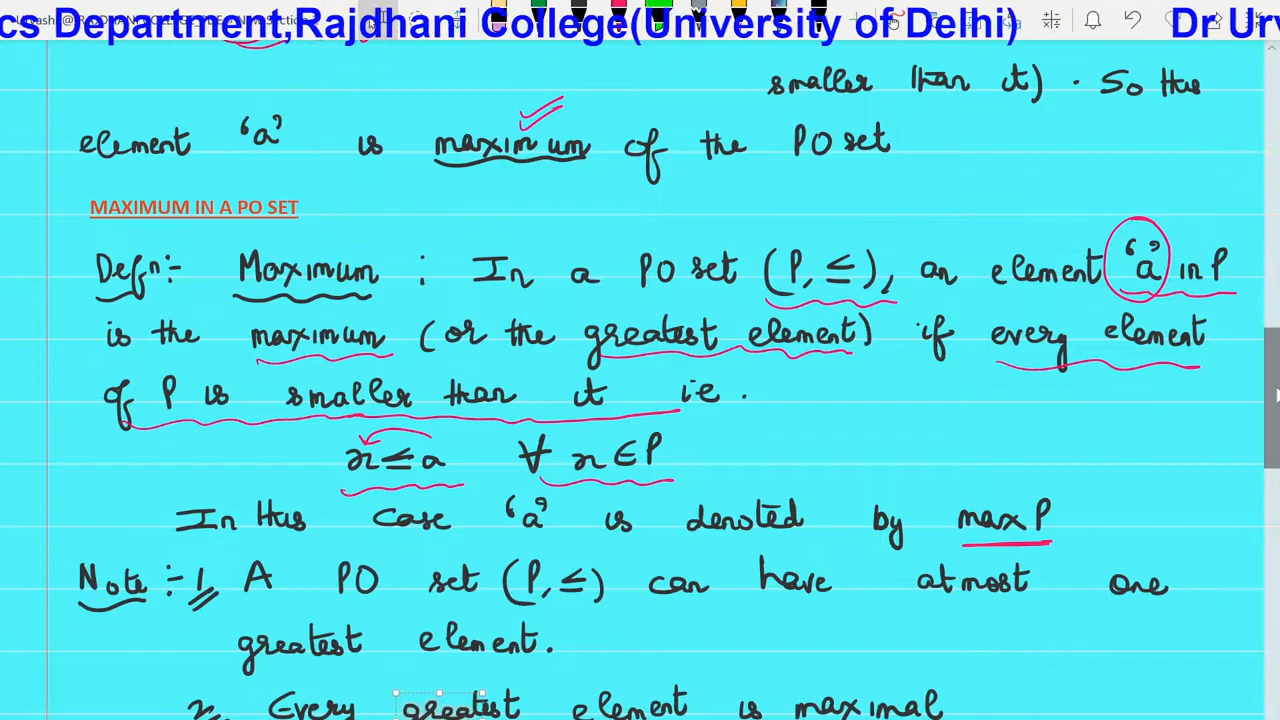 cs Department,Rajdhani College(University of Delhi) Dr Urv
smaller than it) . So this
element 'a' is maximum of the PO set
MAXIMUM IN A PO SET
Defn:- Maximum : In a PO set (P, ≤), an element 'a' in P
is the maximum (or the greatest element) if every element
of P is smaller than it ie .
x ≤ a ∀ x ∈ P
In this case 'a' is denoted by max P
Note :- 1, A PO set (P, ≤) can have atmost one
greatest element.
2, Every greatest element is maximal